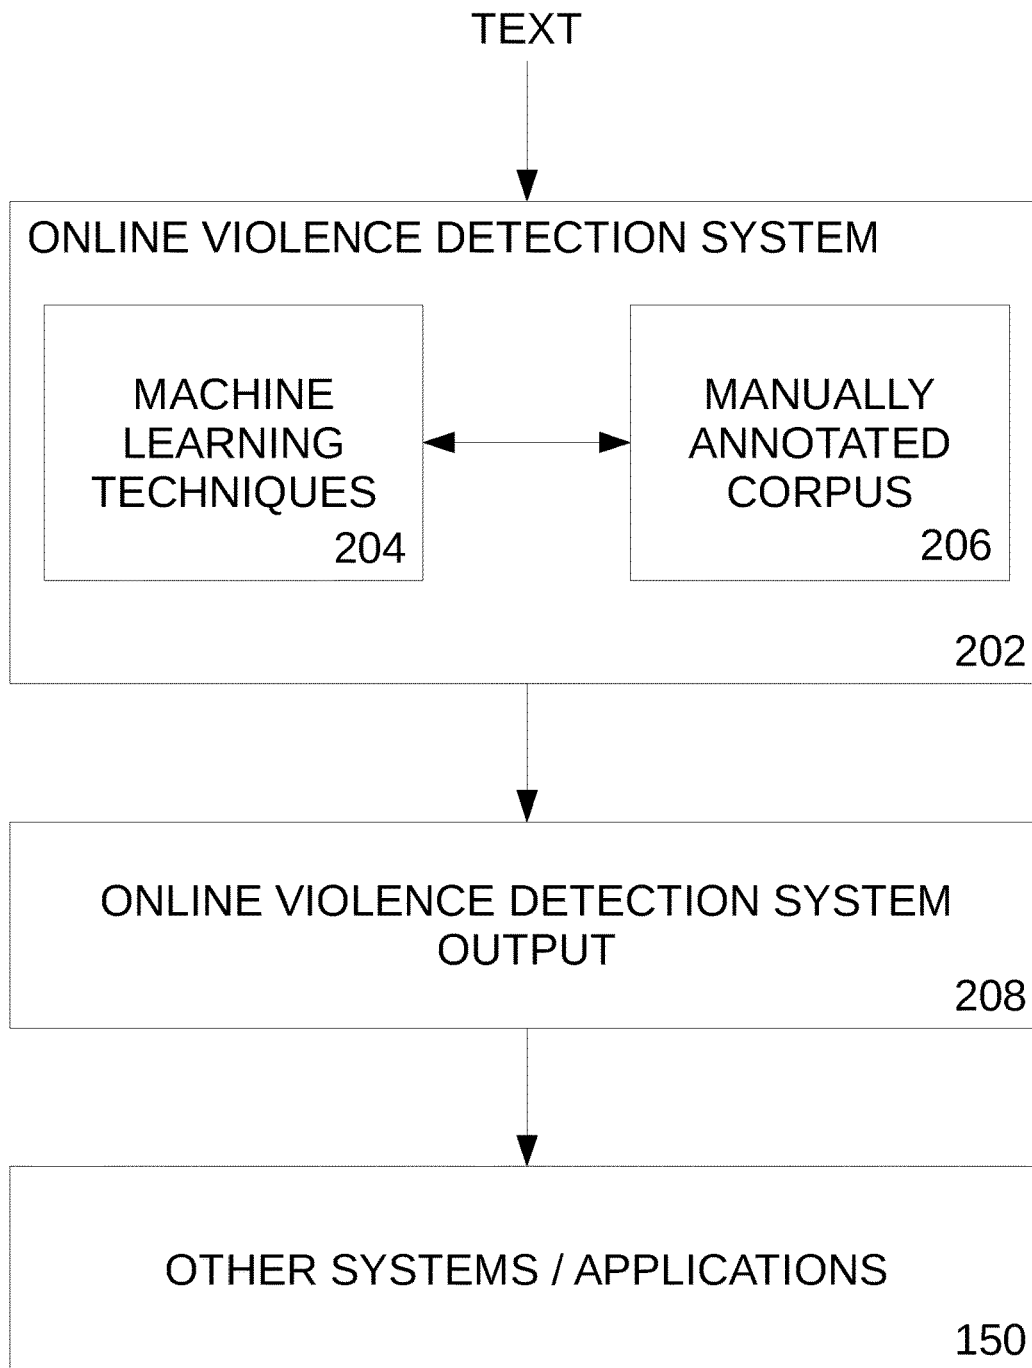 TEXT
ONLINE VIOLENCE DETECTION SYSTEM
MACHINE
LEARNING
TECHNIQUES
204
MANUALLY
ANNOTATED
CORPUS
206
202
ONLINE VIOLENCE DETECTION SYSTEM
OUTPUT
208
OTHER SYSTEMS / APPLICATIONS
150